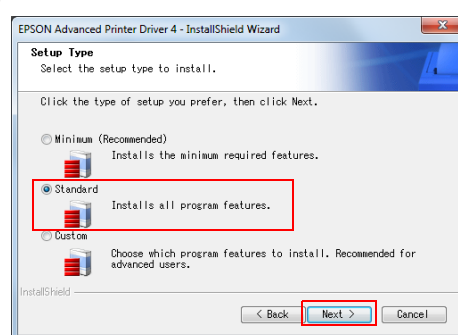 EPSON Advanced Printer Driver 4 - InstallShield Wizard
Setup Type
Select the setup type to install.
Click the type of setup you prefer, then click Next.
Minimum (Recommended)
Installs the minimum required features.
Standard
Installs all program features.
Custom
Choose which program features to install. Recommended for
advanced users.
InstallShield
< Back
Next >
Cancel